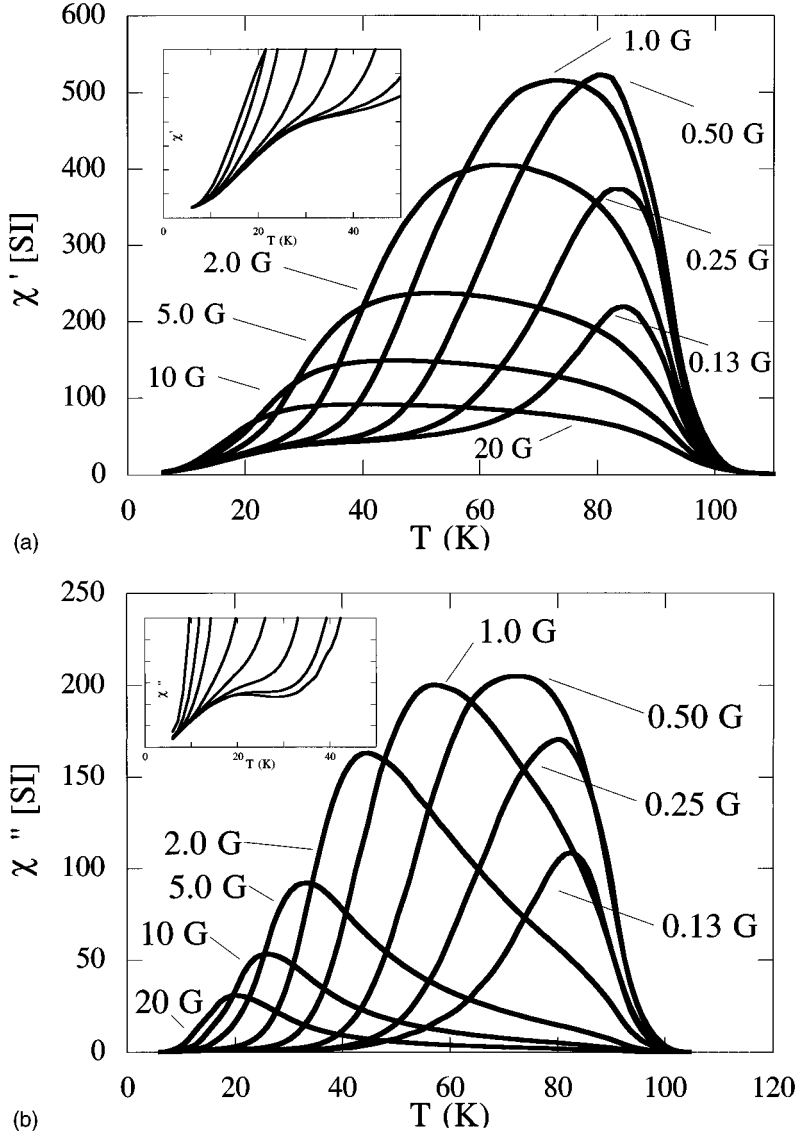 600
500
400
300
200
100
0
χ ' [SI]
χ'
0
20
40
T (K)
1.0 G
0.50 G
0.25 G
0.13 G
2.0 G
5.0 G
10 G
20 G
0
20
40
60
80
100
T (K)
(a)
250
200
150
100
50
0
χ " [SI]
χ"
0
20
40
T (K)
1.0 G
0.50 G
0.25 G
0.13 G
2.0 G
5.0 G
10 G
20 G
0
20
40
60
80
100
120
T (K)
(b)